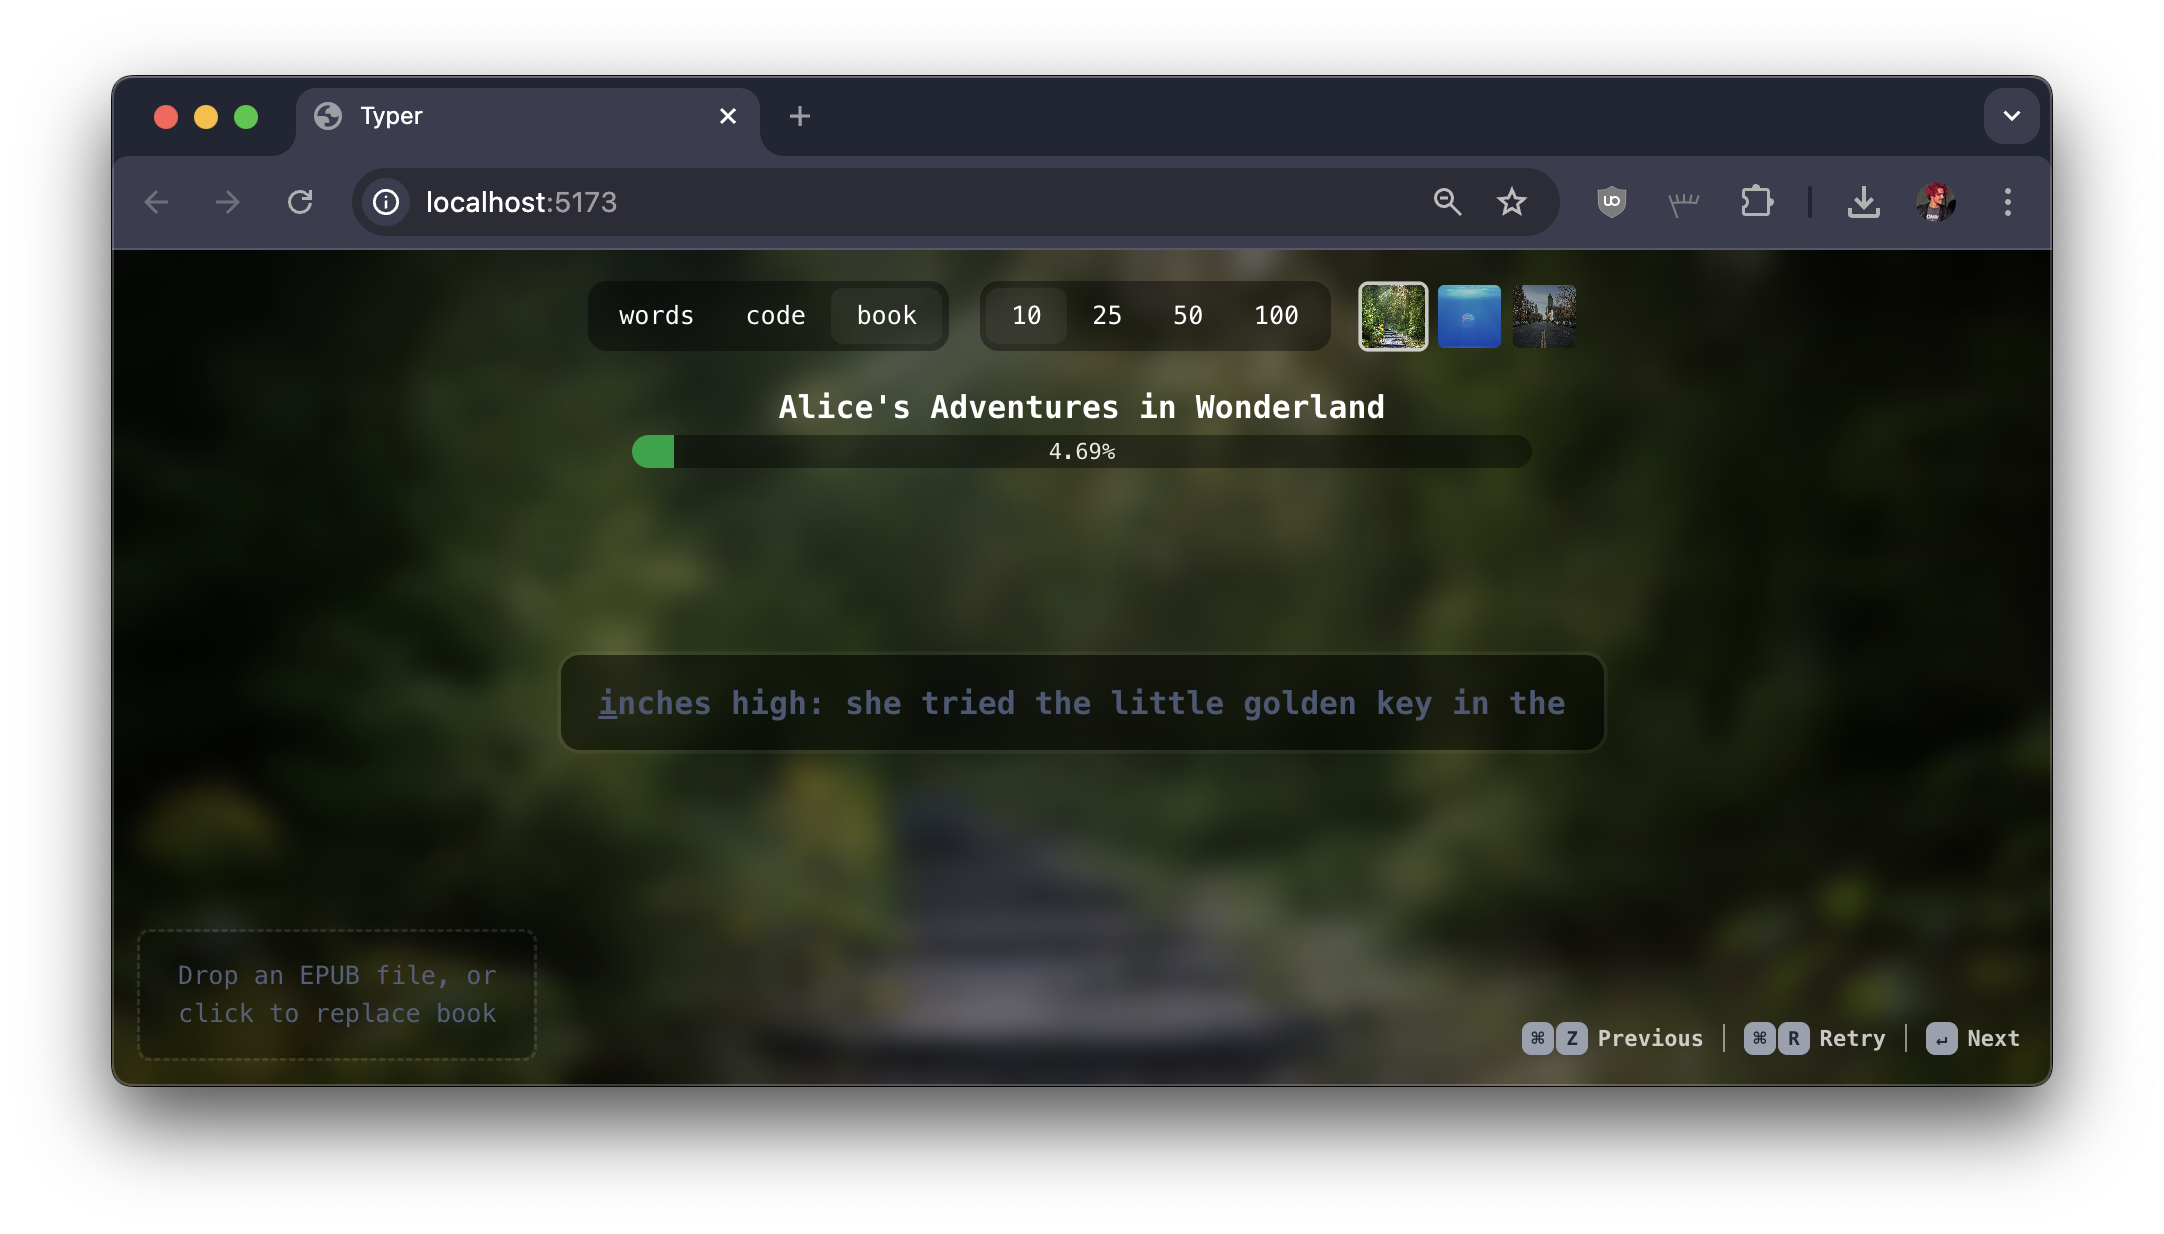 Typer
localhost:5173
words code book 10 25 50 100
Alice's Adventures in Wonderland
4.69%
inches high: she tried the little golden key in the
Drop an EPUB file, or
click to replace book
⌘ Z Previous | ⌘ R Retry | ↵ Next